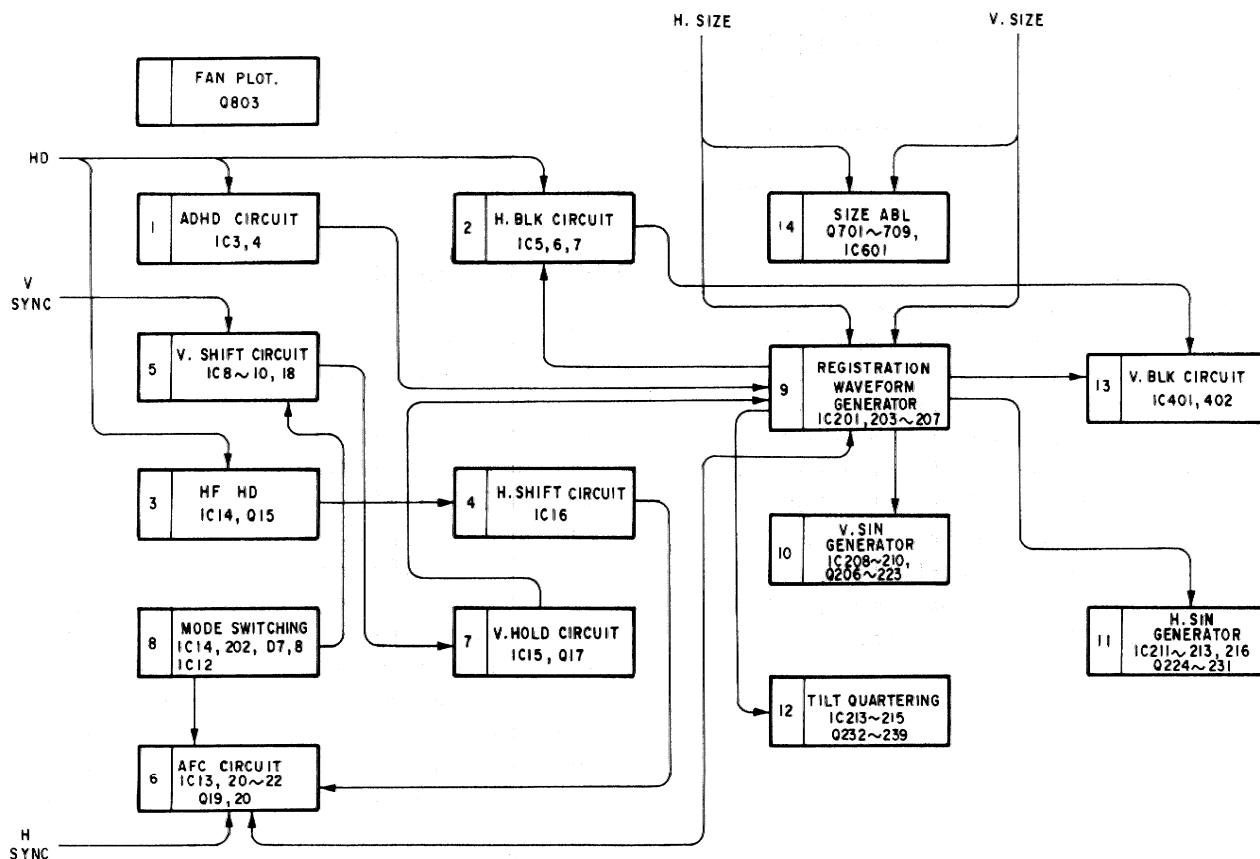 H. SIZE
V. SIZE
FAN PLOT.
Q803
HD
1
ADHD CIRCUIT
IC3, 4
2
H. BLK CIRCUIT
IC5, 6, 7
14
SIZE ABL
Q701~709,
IC601
V
SYNC
5
V. SHIFT CIRCUIT
IC8~10, 18
9
REGISTRATION
WAVEFORM
GENERATOR
IC201, 203~207
13
V. BLK CIRCUIT
IC401, 402
3
HF HD
IC14, Q15
4
H. SHIFT CIRCUIT
IC16
10
V. SIN
GENERATOR
IC208~210,
Q206~223
8
MODE SWITCHING
IC14, 202, D7, 8
IC12
7
V. HOLD CIRCUIT
IC15, Q17
11
H. SIN
GENERATOR
IC211~213, 216
Q224~231
12
TILT QUARTERING
IC213~215
Q232~239
6
AFC CIRCUIT
IC13, 20~22
Q19, 20
H
SYNC